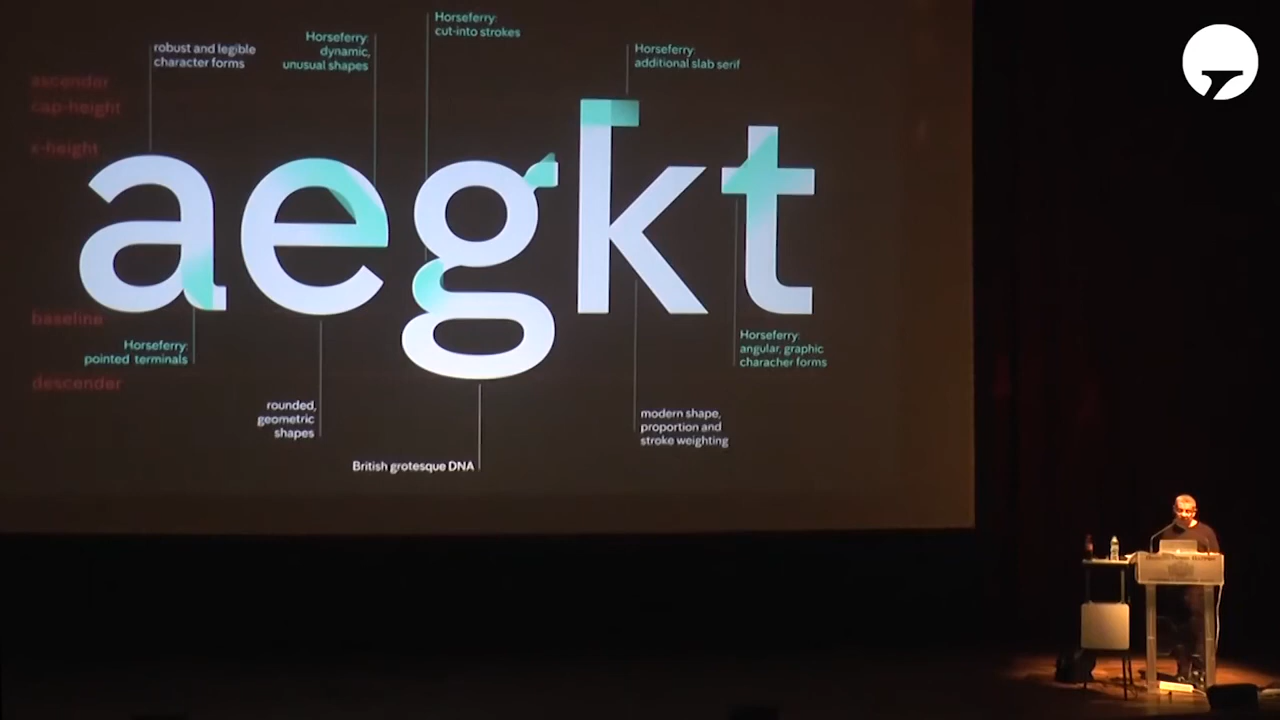 Horseferry:
cut-into strokes
Horseferry:
dynamic,
unusual shapes
robust and legible
character forms
Horseferry:
additional slab serif
ascender
cap-height
x-height
aegkt
baseline
descender
Horseferry:
pointed terminals
Horseferry:
angular, graphic
characher forms
rounded,
geometric
shapes
modern shape,
proportion and
stroke weighting
British grotesque DNA